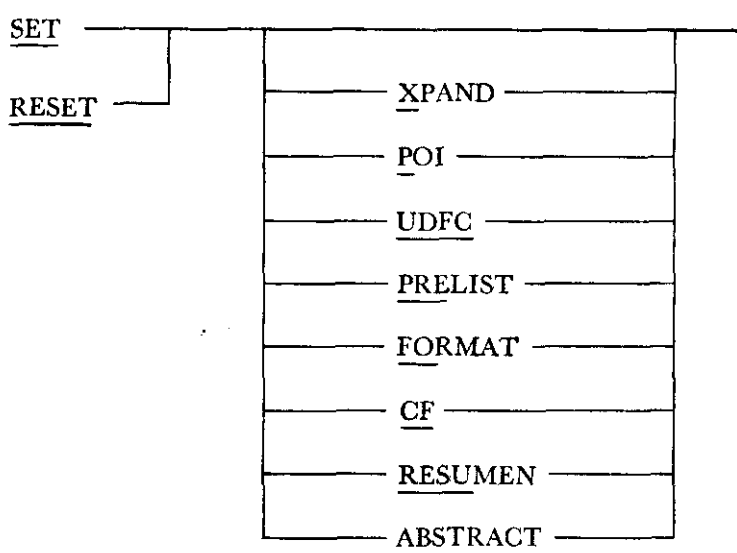 SET
RESET
XPAND
POI
UDFC
PRELIST
FORMAT
CF
RESUMEN
ABSTRACT